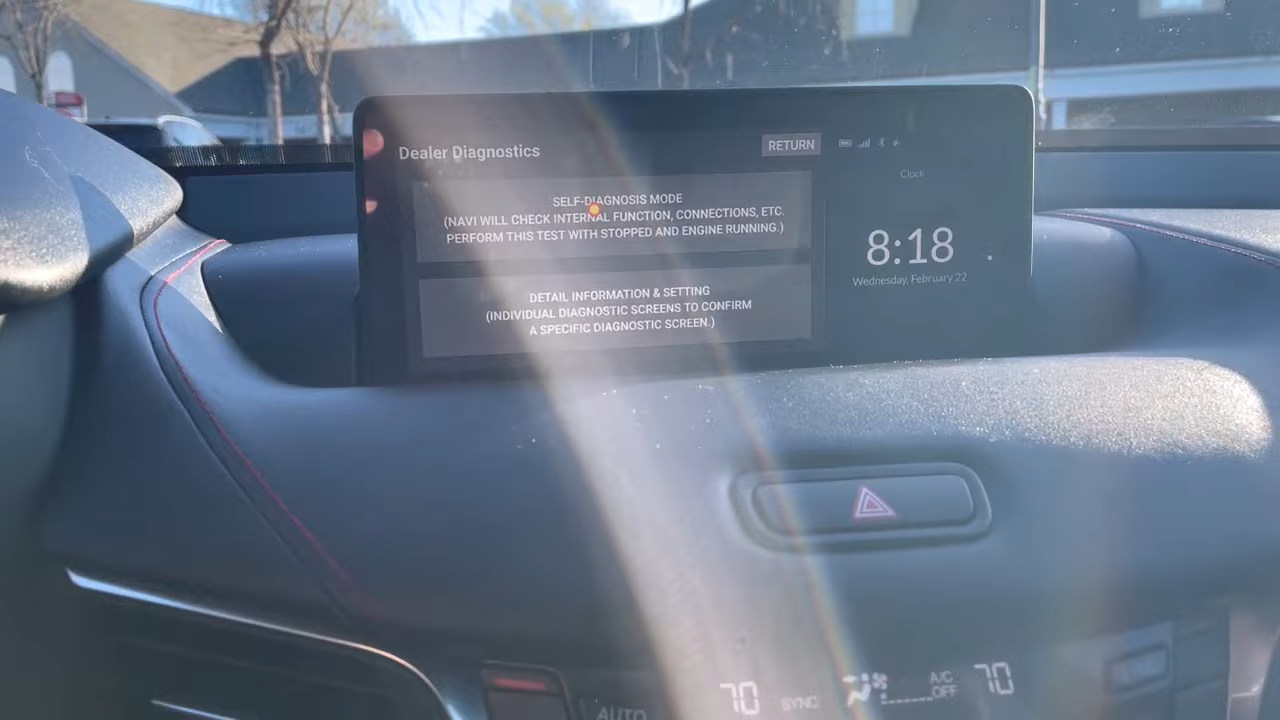 Dealer Diagnostics
RETURN
SELF-DIAGNOSIS MODE
(NAVI WILL CHECK INTERNAL FUNCTION, CONNECTIONS, ETC.
PERFORM THIS TEST WITH STOPPED AND ENGINE RUNNING.)
DETAIL INFORMATION & SETTING
(INDIVIDUAL DIAGNOSTIC SCREENS TO CONFIRM
A SPECIFIC DIAGNOSTIC SCREEN.)
Clock
8:18
Wednesday, February 22
70
SYNC
A/C
OFF
70
AUTO